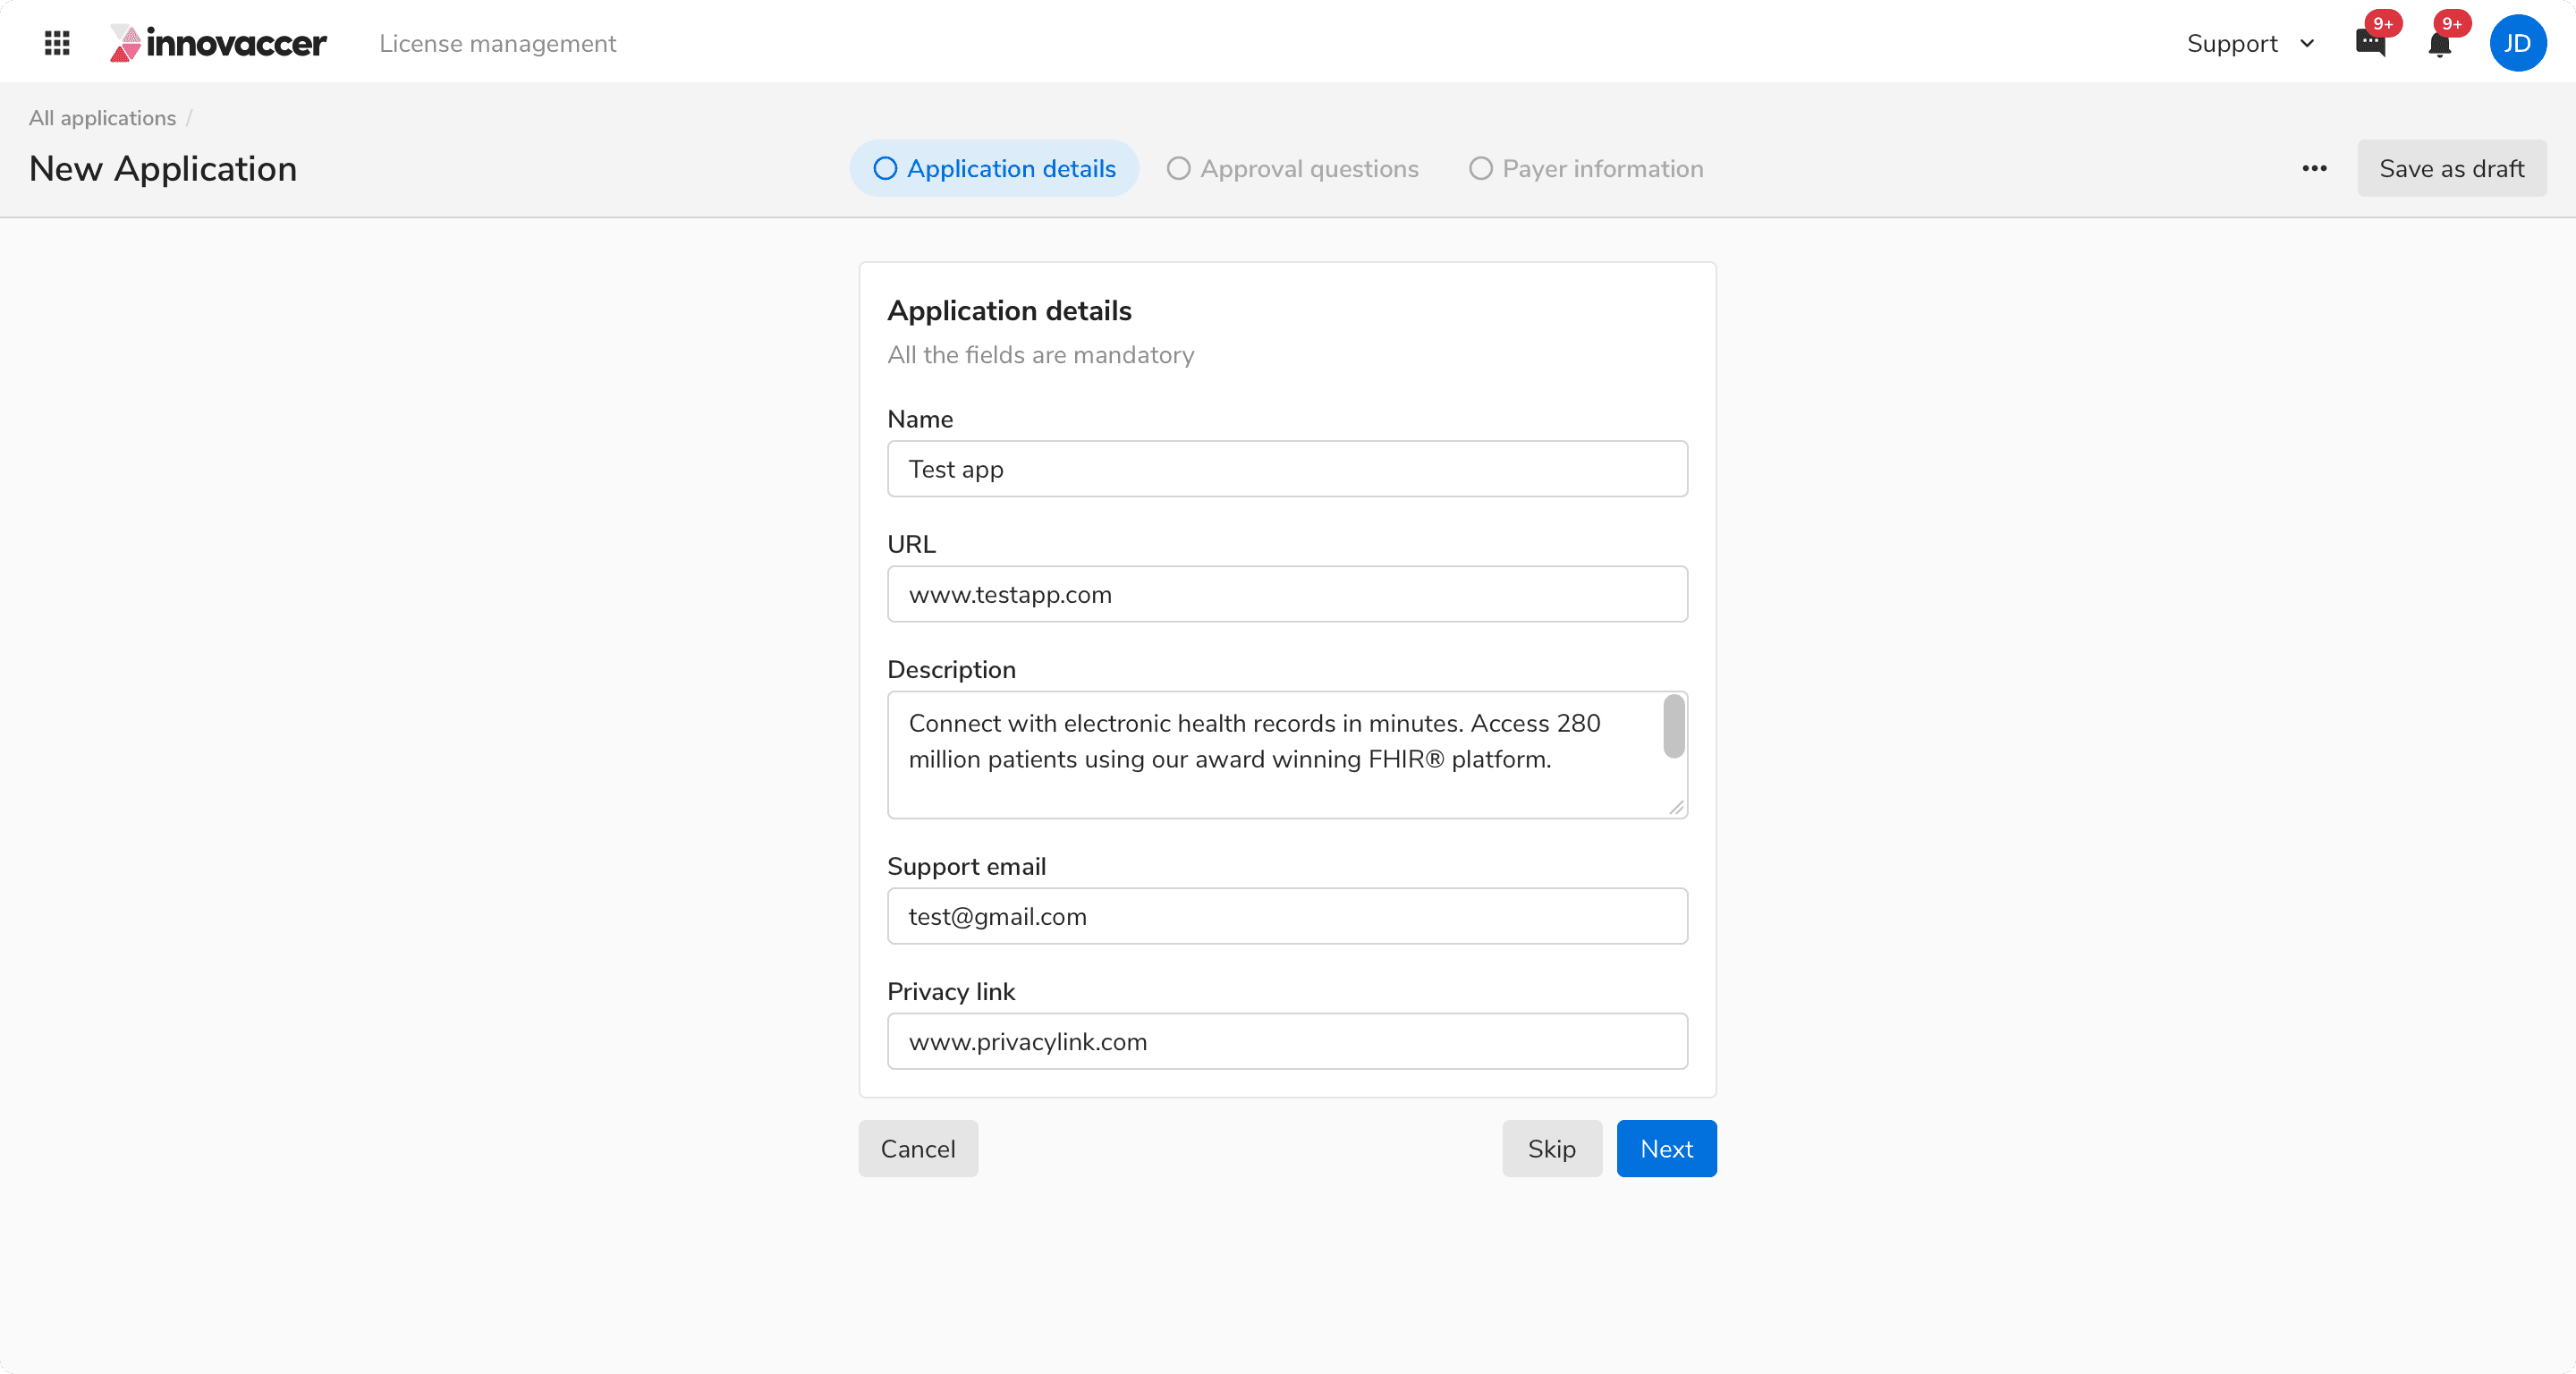 innovaccer
License management
Support
9+
9+
JD
All applications /
New Application
Application details
Approval questions
Payer information
Save as draft
Application details
All the fields are mandatory
Name
Test app
URL
www.testapp.com
Description
Connect with electronic health records in minutes. Access 280
million patients using our award winning FHIR® platform.
Support email
test@gmail.com
Privacy link
www.privacylink.com
Cancel
Skip
Next